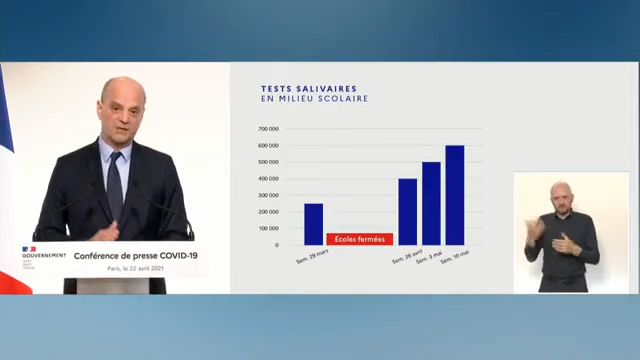 TESTS SALIVAIRES
EN MILIEU SCOLAIRE
700 000
600 000
500 000
400 000
300 000
200 000
100 000
0
Écoles fermées
Sem. 29 mars
Sem. 26 avril
Sem. 3 mai
Sem. 10 mai
GOUVERNEMENT
Conférence de presse COVID-19
Paris, le 22 avril 2021